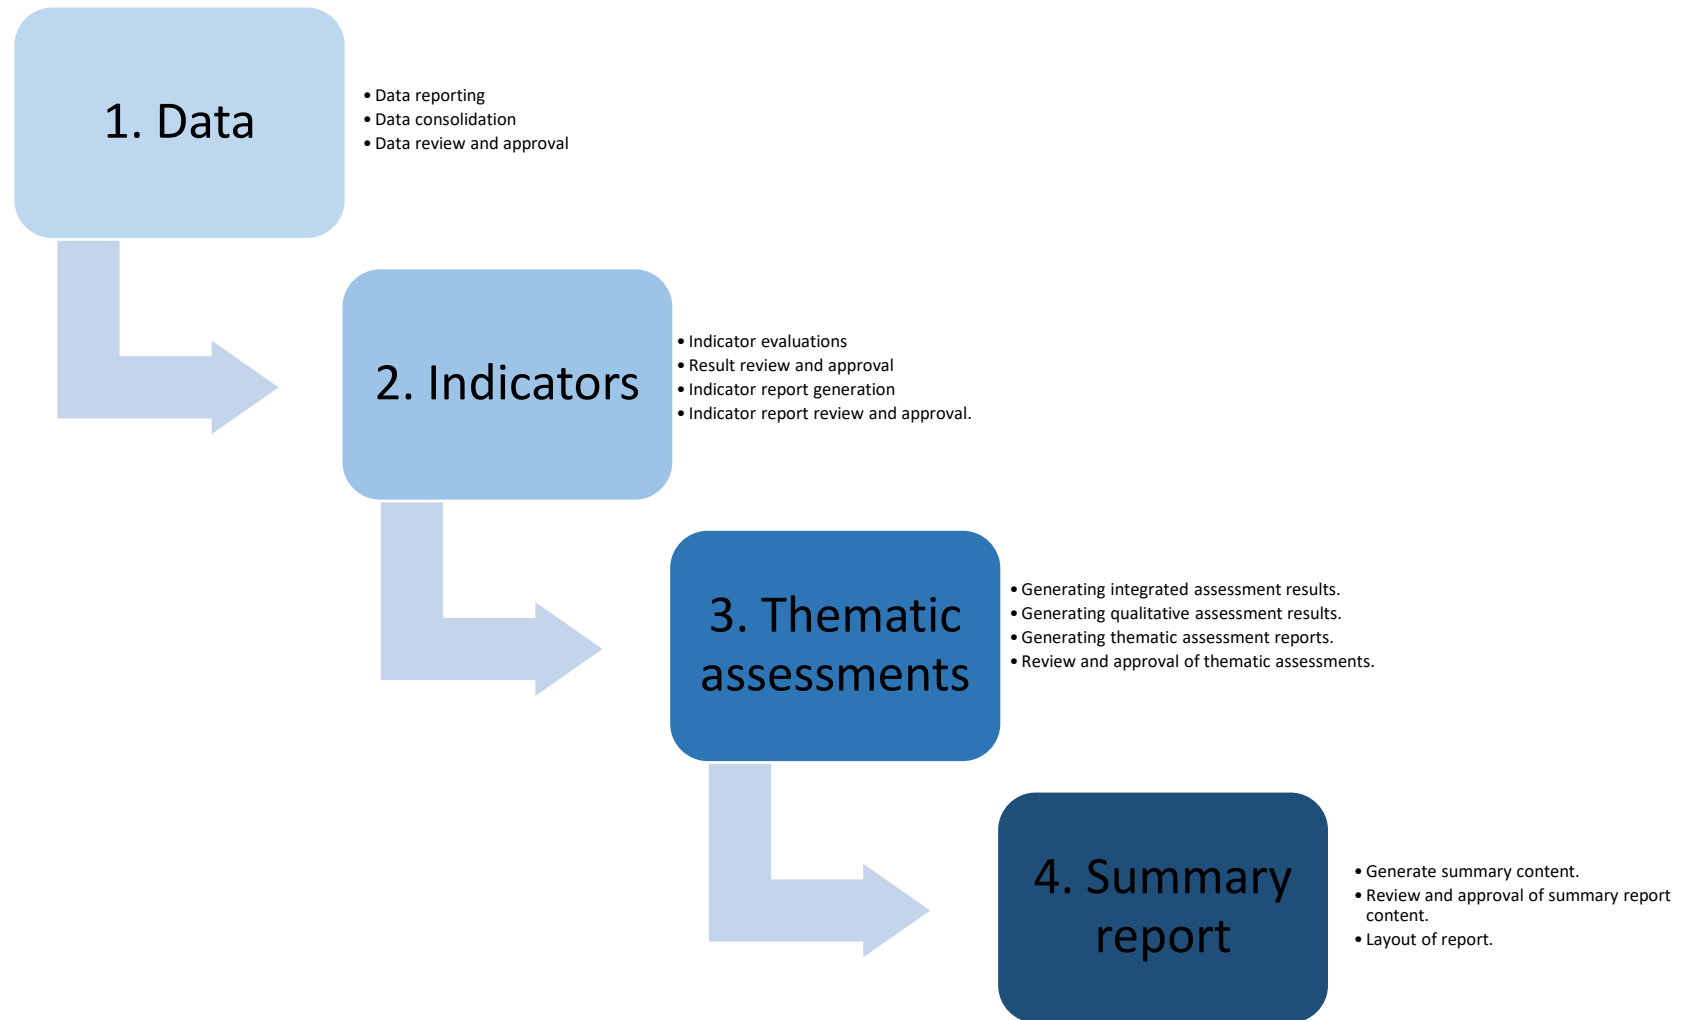 1. Data
• Data reporting
• Data consolidation
• Data review and approval
2. Indicators
• Indicator evaluations
• Result review and approval
• Indicator report generation
• Indicator report review and approval.
3. Thematic
assessments
• Generating integrated assessment results.
• Generating qualitative assessment results.
• Generating thematic assessment reports.
• Review and approval of thematic assessments.
4. Summary
report
• Generate summary content.
• Review and approval of summary report
content.
• Layout of report.